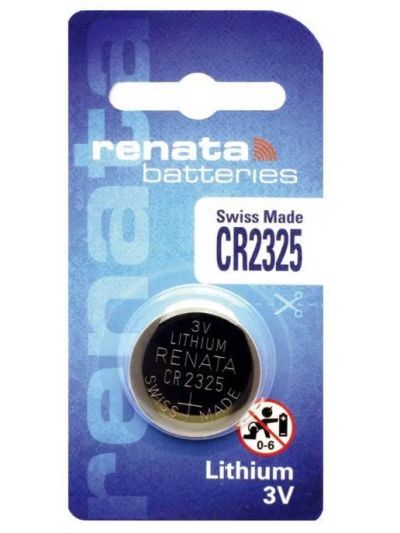 renata
batteries
renata
Swiss Made
CR2325
3V
LITHIUM
RENATA
CR 2325
SWISS MADE
+
0-6
Lithium
3V